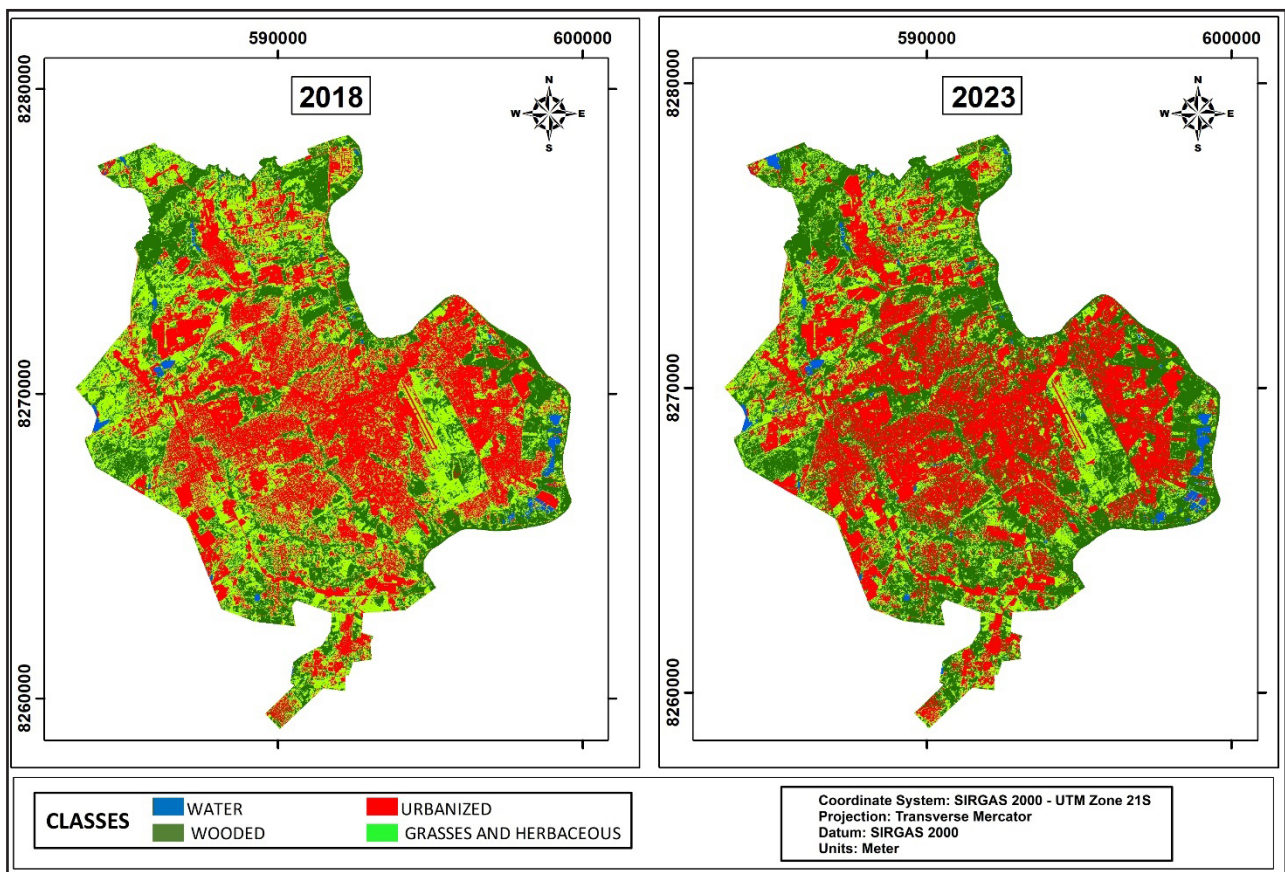 590000
600000
590000
600000
8280000
2018
N
W E
S
8280000
2023
N
W E
S
8270000
8270000
8260000
8260000
CLASSES
WATER
URBANIZED
WOODED
GRASSES AND HERBACEOUS
Coordinate System: SIRGAS 2000 - UTM Zone 21S
Projection: Transverse Mercator
Datum: SIRGAS 2000
Units: Meter